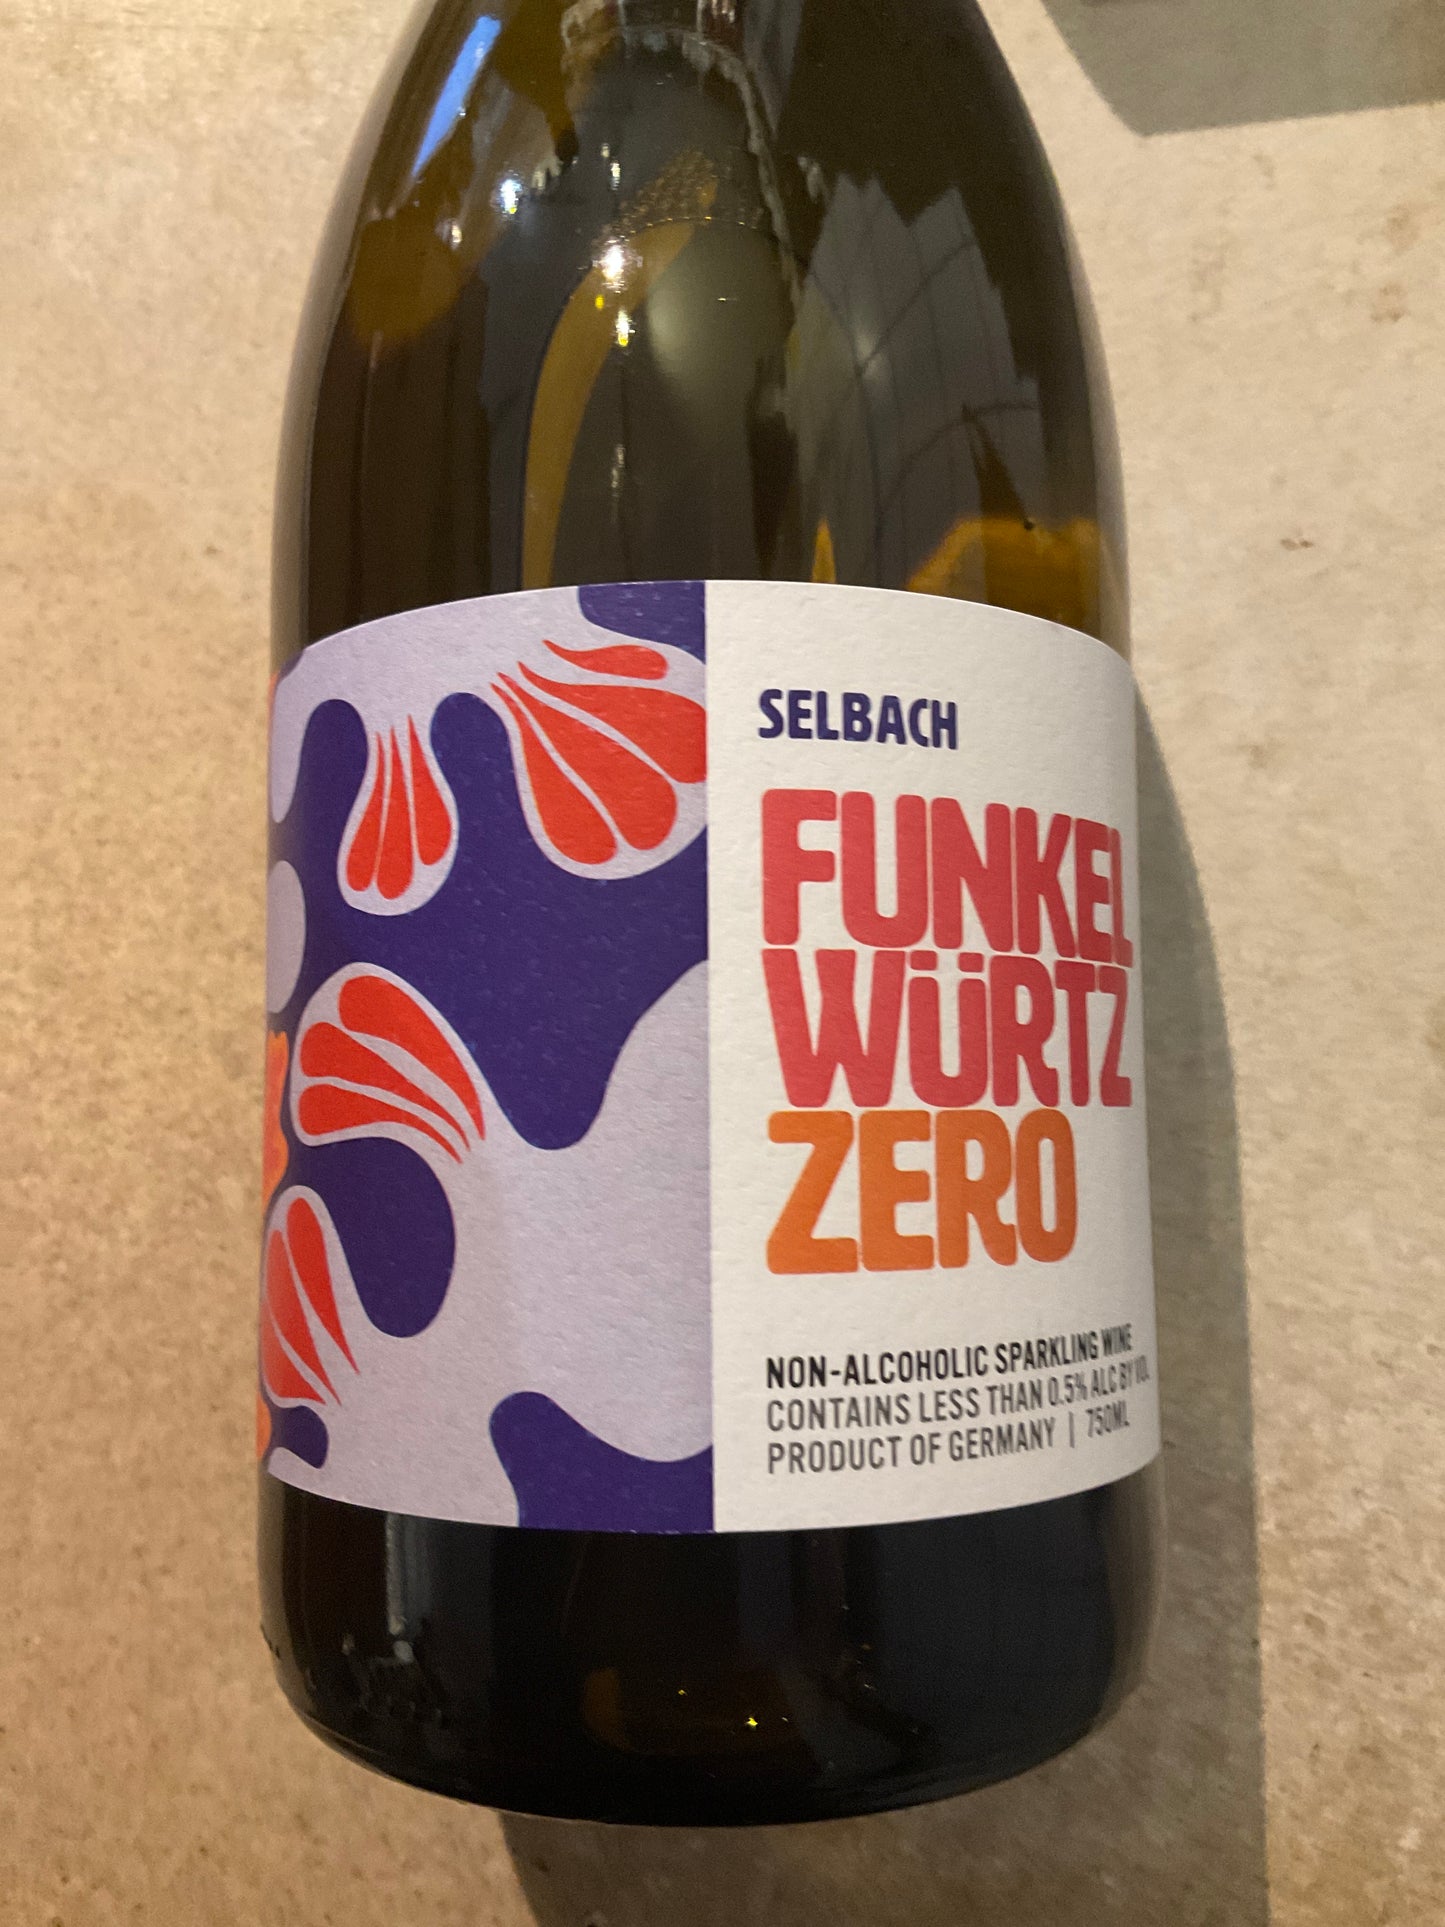 SELBACH
FUNKEL
WÜRTZ
ZERO
NON-ALCOHOLIC SPARKLING WINE
CONTAINS LESS THAN 0.5% ALC BY VOL
PRODUCT OF GERMANY | 750ML